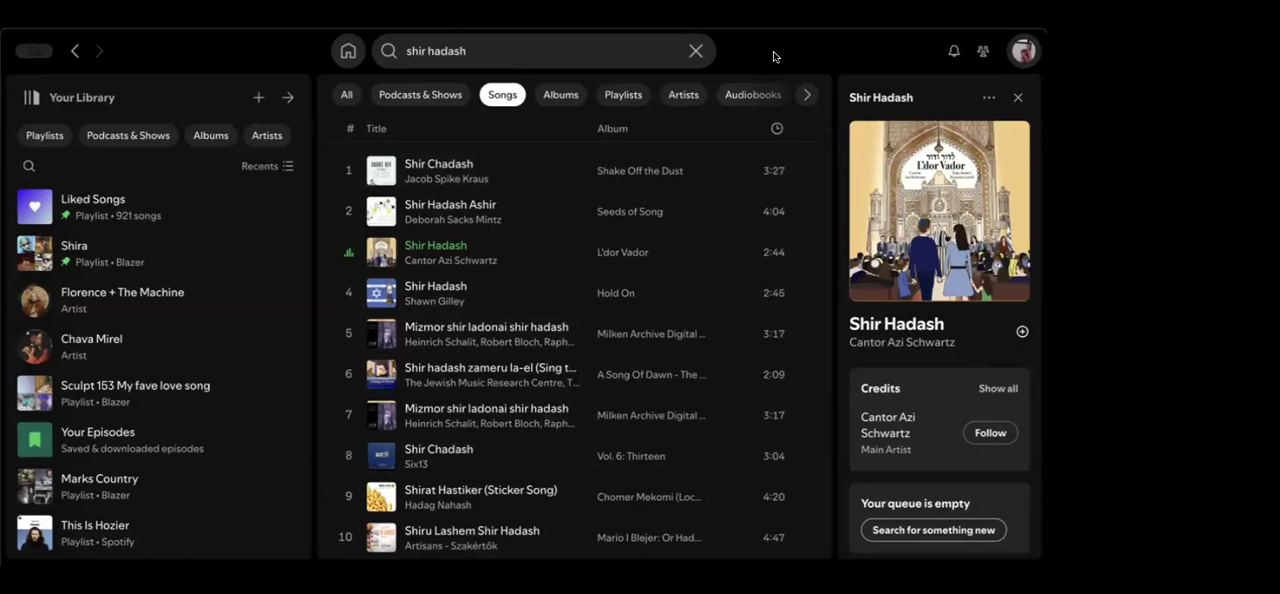 shir hadash
Your Library
Playlists
Podcasts & Shows
Albums
Artists
Recents
Liked Songs
Playlist • 921 songs
Shira
Playlist • Blazer
Florence + The Machine
Artist
Chava Mirel
Artist
Sculpt 153 My fave love song
Playlist • Blazer
Your Episodes
Saved & downloaded episodes
Marks Country
Playlist • Blazer
This Is Hozier
Playlist • Spotify
All
Podcasts & Shows
Songs
Albums
Playlists
Artists
Audiobooks
# Title Album
1 Shir Chadash Shake Off the Dust 3:27
Jacob Spike Kraus
2 Shir Hadash Ashir Seeds of Song 4:04
Deborah Sacks Mintz
Shir Hadash L'dor Vador 2:44
Cantor Azi Schwartz
4 Shir Hadash Hold On 2:45
Shawn Gilley
5 Mizmor shir ladonai shir hadash Milken Archive Digital ... 3:17
Heinrich Schalit, Robert Bloch, Raph...
6 Shir hadash zameru la-el (Sing t... A Song Of Dawn - The ... 2:09
The Jewish Music Research Centre, T...
7 Mizmor shir ladonai shir hadash Milken Archive Digital ... 3:17
Heinrich Schalit, Robert Bloch, Raph...
8 Shir Chadash Vol. 6: Thirteen 3:04
Six13
9 Shirat Hastiker (Sticker Song) Chomer Mekomi (Loc... 4:20
Hadag Nahash
10 Shiru Lashem Shir Hadash Mario I Blejer: Or Had... 4:47
Artisans - Szakértők
Shir Hadash
לדור ודור
L'dor Vador
Shir Hadash
Cantor Azi Schwartz
Credits
Show all
Cantor Azi
Schwartz
Main Artist
Follow
Your queue is empty
Search for something new